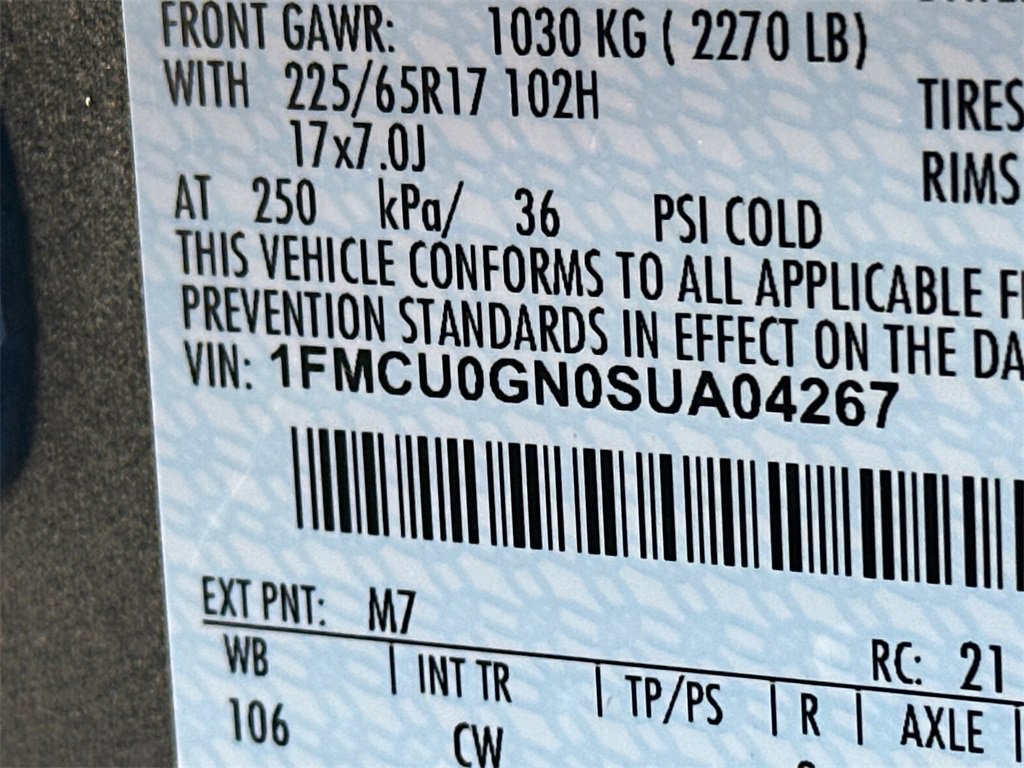 FRONT GAWR: 1030 KG ( 2270 LB)
WITH 225/65R17 102H TIRES
17x7.0J RIMS
AT 250 kPa/ 36 PSI COLD
THIS VEHICLE CONFORMS TO ALL APPLICABLE
PREVENTION STANDARDS IN EFFECT ON THE
VIN: 1FMCU0GN0SUA04267
EXT PNT: M7 RC: 21
WB | INT TR | TP/PS | R | AXLE |
106 CW